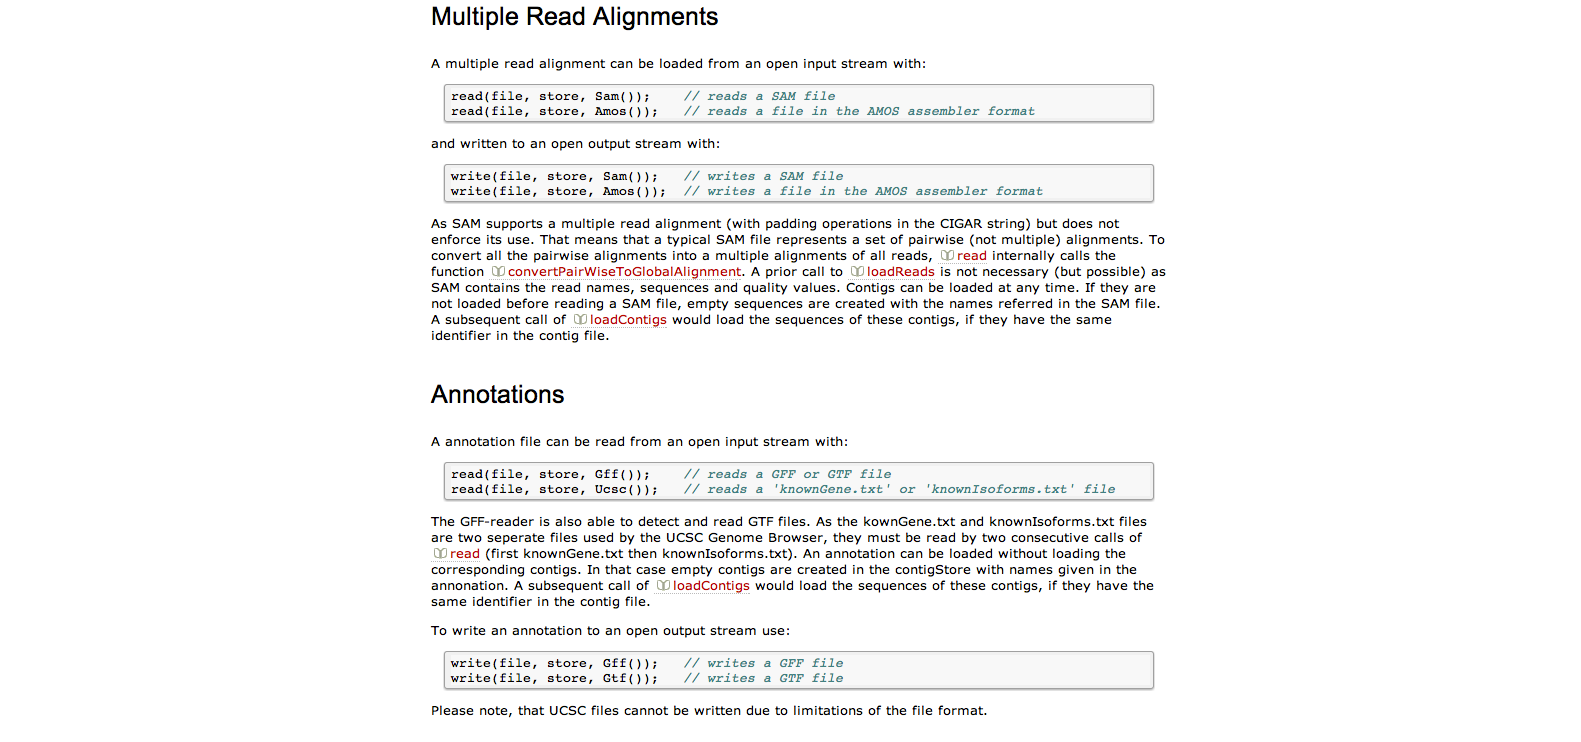 Multiple Read Alignments
A multiple read alignment can be loaded from an open input stream with:
read(file, store, Sam());    // reads a SAM file
read(file, store, Amos());   // reads a file in the AMOS assembler format
and written to an open output stream with:
write(file, store, Sam());   // writes a SAM file
write(file, store, Amos());  // writes a file in the AMOS assembler format
As SAM supports a multiple read alignment (with padding operations in the CIGAR string) but does not
enforce its use. That means that a typical SAM file represents a set of pairwise (not multiple) alignments. To
convert all the pairwise alignments into a multiple alignments of all reads, read internally calls the
function convertPairWiseToGlobalAlignment. A prior call to loadReads is not necessary (but possible) as
SAM contains the read names, sequences and quality values. Contigs can be loaded at any time. If they are
not loaded before reading a SAM file, empty sequences are created with the names referred in the SAM file.
A subsequent call of loadContigs would load the sequences of these contigs, if they have the same
identifier in the contig file.
Annotations
A annotation file can be read from an open input stream with:
read(file, store, Gff());    // reads a GFF or GTF file
read(file, store, Ucsc());   // reads a 'knownGene.txt' or 'knownIsoforms.txt' file
The GFF-reader is also able to detect and read GTF files. As the kownGene.txt and knownIsoforms.txt files
are two seperate files used by the UCSC Genome Browser, they must be read by two consecutive calls of
read (first knownGene.txt then knownIsoforms.txt). An annotation can be loaded without loading the
corresponding contigs. In that case empty contigs are created in the contigStore with names given in the
annonation. A subsequent call of loadContigs would load the sequences of these contigs, if they have the
same identifier in the contig file.
To write an annotation to an open output stream use:
write(file, store, Gff());   // writes a GFF file
write(file, store, Gtf());   // writes a GTF file
Please note, that UCSC files cannot be written due to limitations of the file format.